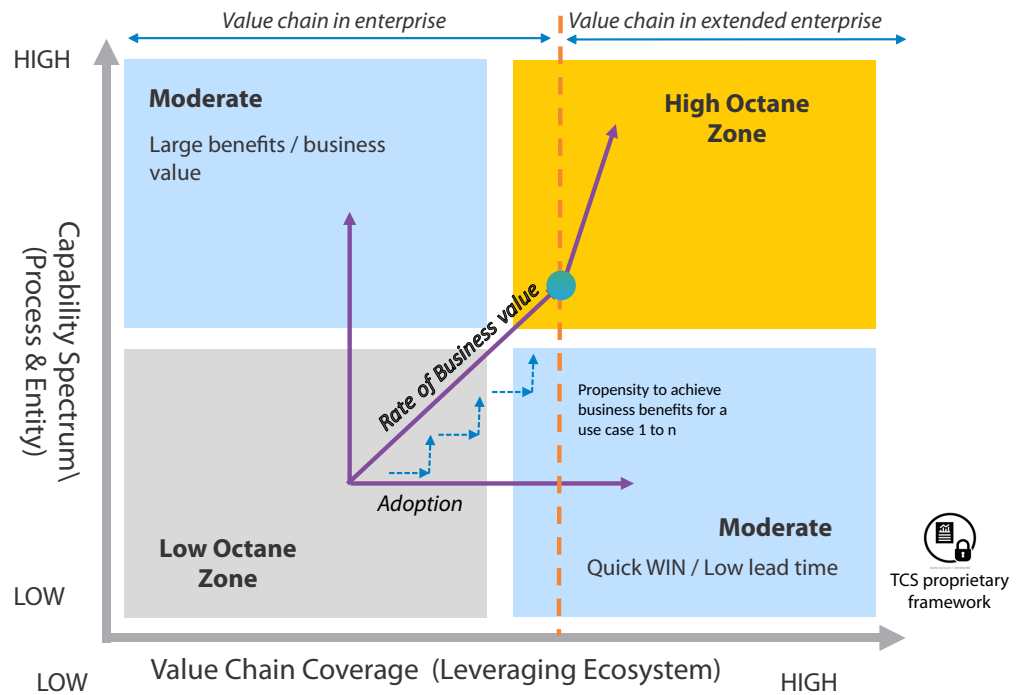 Value chain in enterprise
Value chain in extended enterprise
HIGH
Moderate
Large benefits / business
value
High Octane
Zone
Capability Spectrum\
(Process & Entity)
Rate of Business value
Propensity to achieve
business benefits for a
use case 1 to n
Adoption
Low Octane
Zone
Moderate
Quick WIN / Low lead time
TCS proprietary
framework
LOW
LOW
Value Chain Coverage (Leveraging Ecosystem)
HIGH